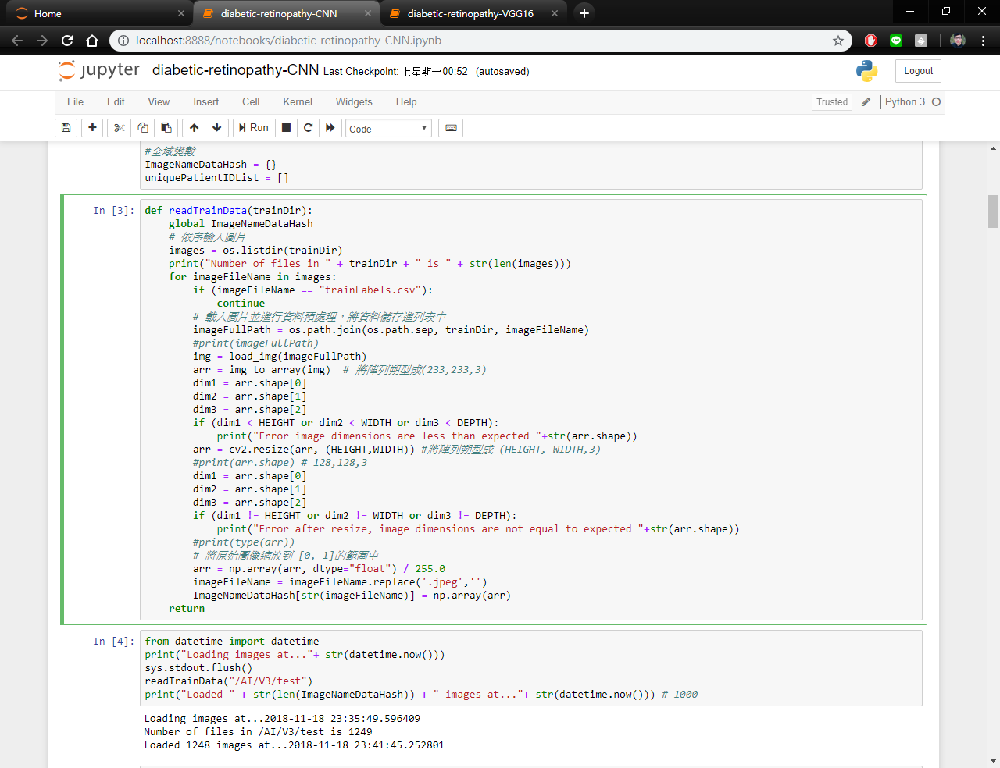 Home
diabetic-retinopathy-CNN
diabetic-retinopathy-VGG16
localhost:8888/notebooks/diabetic-retinopathy-CNN.ipynb
jupyter diabetic-retinopathy-CNN Last Checkpoint: 上星期一00:52 (autosaved)
Logout
File Edit View Insert Cell Kernel Widgets Help
Trusted Python 3
Run Code
#全域變數
ImageNameDataHash = {}
uniquePatientIDList = []
In [3]: def readTrainData(trainDir):
    global ImageNameDataHash
    # 依序輸入圖片
    images = os.listdir(trainDir)
    print("Number of files in " + trainDir + " is " + str(len(images)))
    for imageFileName in images:
        if (imageFileName == "trainLabels.csv"):
            continue
        # 載入圖片並進行資料預處理，將資料儲存進列表中
        imageFullPath = os.path.join(os.path.sep, trainDir, imageFileName)
        #print(imageFullPath)
        img = load_img(imageFullPath)
        arr = img_to_array(img)  # 將陣列朔型成(233,233,3)
        dim1 = arr.shape[0]
        dim2 = arr.shape[1]
        dim3 = arr.shape[2]
        if (dim1 < HEIGHT or dim2 < WIDTH or dim3 < DEPTH):
            print("Error image dimensions are less than expected "+str(arr.shape))
        arr = cv2.resize(arr, (HEIGHT,WIDTH)) #將陣列朔型成 (HEIGHT, WIDTH,3)
        #print(arr.shape) # 128,128,3
        dim1 = arr.shape[0]
        dim2 = arr.shape[1]
        dim3 = arr.shape[2]
        if (dim1 != HEIGHT or dim2 != WIDTH or dim3 != DEPTH):
            print("Error after resize, image dimensions are not equal to expected "+str(arr.shape))
        #print(type(arr))
        # 將原始圖像縮放到 [0, 1]的範圍中
        arr = np.array(arr, dtype="float") / 255.0
        imageFileName = imageFileName.replace('.jpeg','')
        ImageNameDataHash[str(imageFileName)] = np.array(arr)
    return
In [4]: from datetime import datetime
print("Loading images at..."+ str(datetime.now()))
sys.stdout.flush()
readTrainData("/AI/V3/test")
print("Loaded " + str(len(ImageNameDataHash)) + " images at..."+ str(datetime.now())) # 1000
Loading images at...2018-11-18 23:35:49.596409
Number of files in /AI/V3/test is 1249
Loaded 1248 images at...2018-11-18 23:41:45.252801